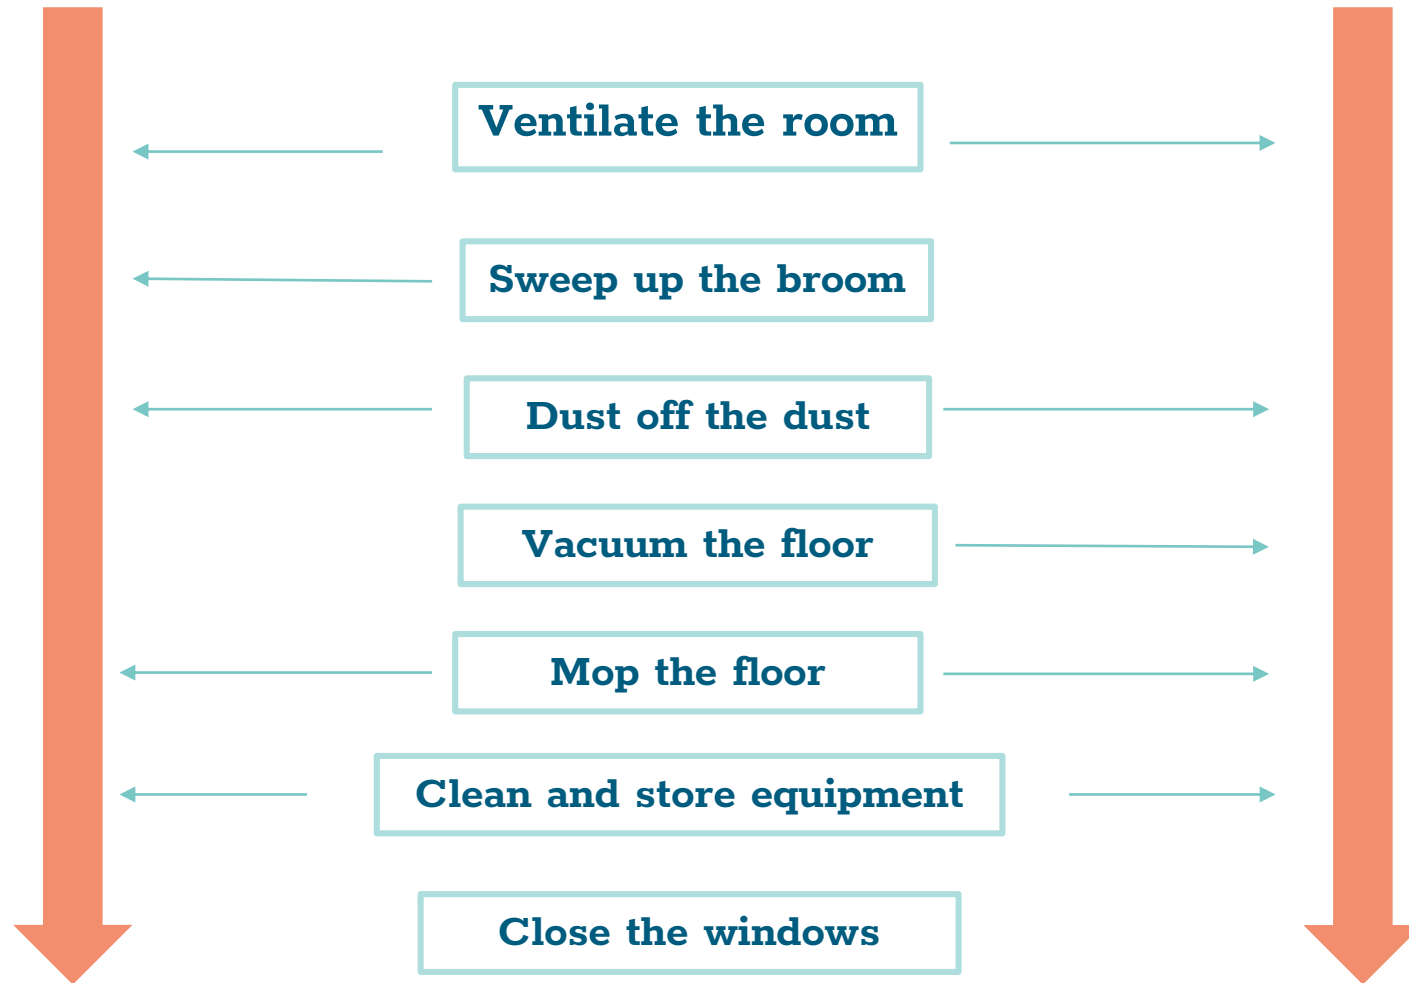 Ventilate the room
Sweep up the broom
Dust off the dust
Vacuum the floor
Mop the floor
Clean and store equipment
Close the windows